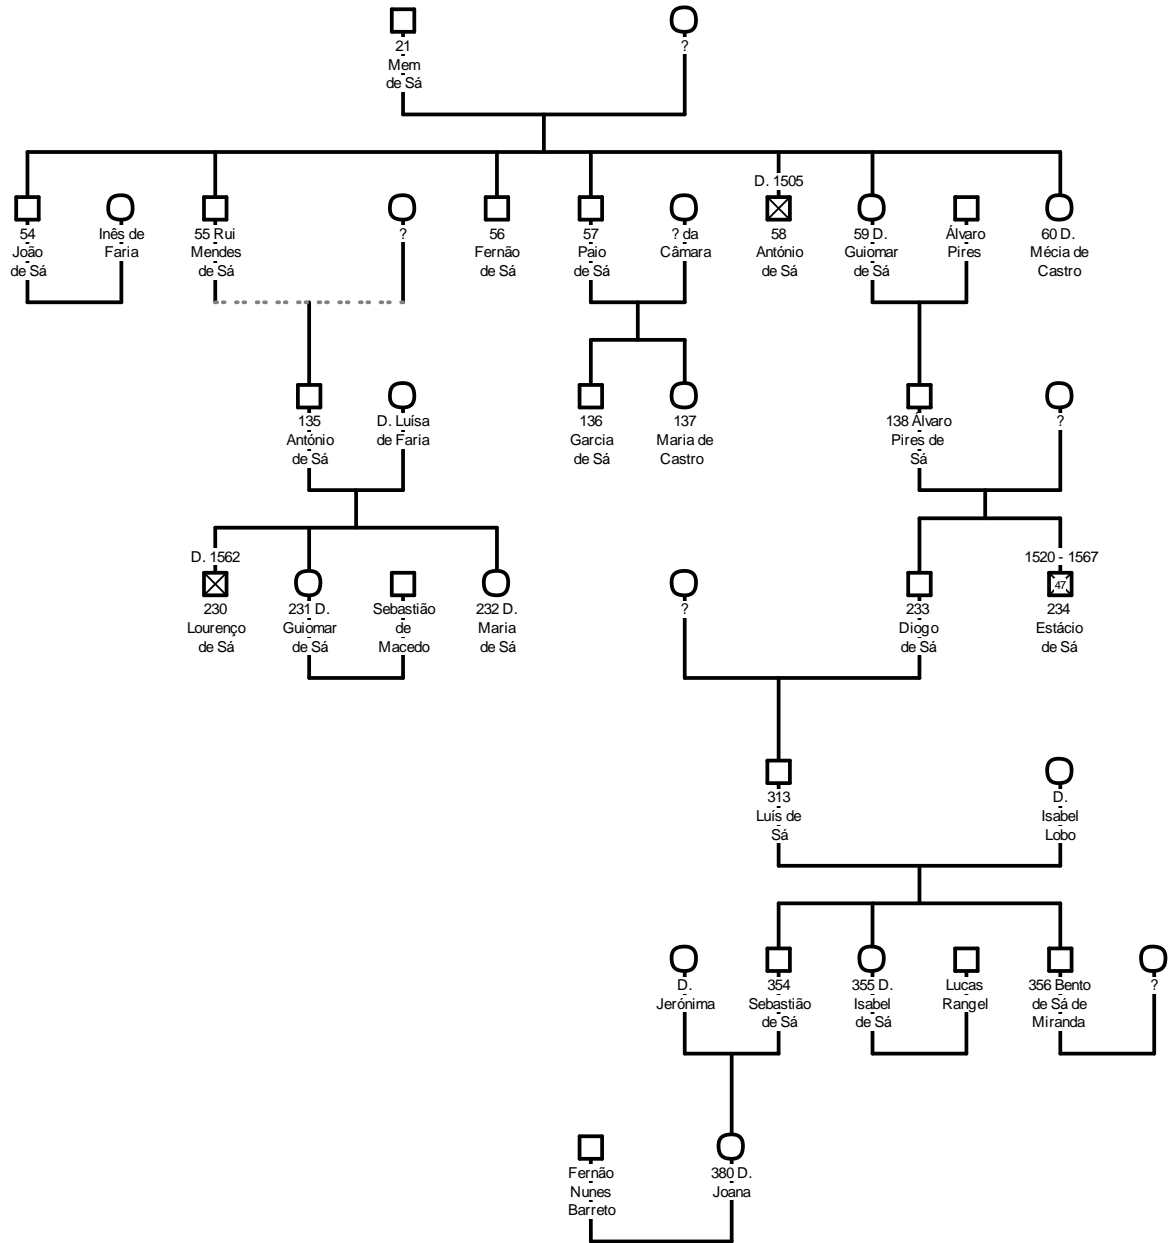 21
Mem
de Sá
?
D. 1505
54
João
de Sá
Inês de
Faria
55 Rui
Mendes
de Sá
?
56
Fernão
de Sá
57
Paio
de Sá
? da
Câmara
58
António
de Sá
59 D.
Guiomar
de Sá
Álvaro
Pires
60 D.
Mécia de
Castro
135
António
de Sá
D. Luísa
de Faria
136
Garcia
de Sá
137
Maria de
Castro
138 Álvaro
Pires de
Sá
?
D. 1562
230
Lourenço
de Sá
231 D.
Guiomar
de Sá
Sebastião
de
Macedo
232 D.
Maria
de Sá
?
233
Diogo
de Sá
1520 - 1567
47
234
Estácio
de Sá
313
Luís de
Sá
D.
Isabel
Lobo
D.
Jerónima
354
Sebastião
de Sá
355 D.
Isabel
de Sá
Lucas
Rangel
356 Bento
de Sá de
Miranda
?
Fernão
Nunes
Barreto
380 D.
Joana